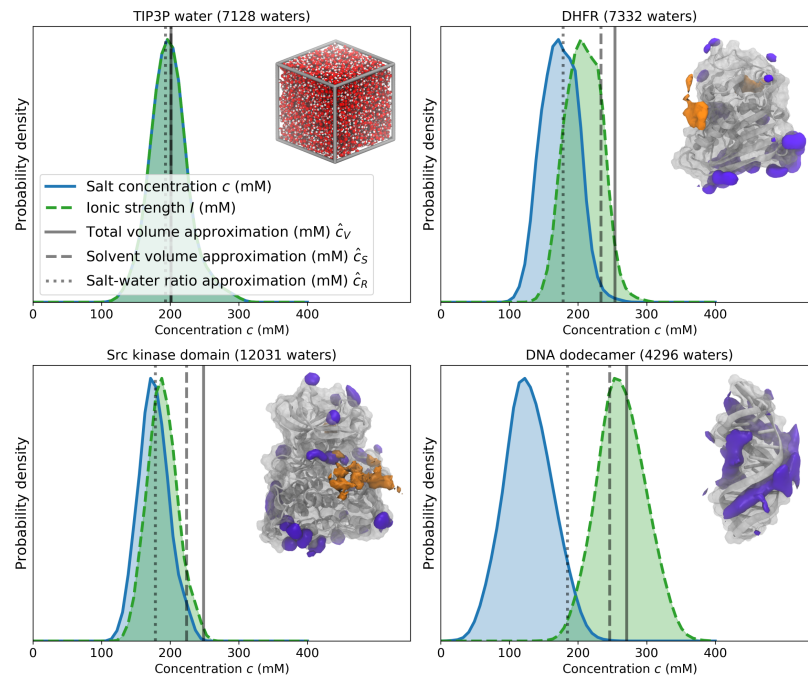 TIP3P water (7128 waters)
Probability density
Salt concentration c (mM)
Ionic strength I (mM)
Total volume approximation (mM) ĉ_V
Solvent volume approximation (mM) ĉ_S
Salt-water ratio approximation (mM) ĉ_R
0 100 200 300 400
Concentration c (mM)
DHFR (7332 waters)
Probability density
0 100 200 300 400
Concentration c (mM)
Src kinase domain (12031 waters)
Probability density
0 100 200 300 400
Concentration c (mM)
DNA dodecamer (4296 waters)
Probability density
0 100 200 300 400
Concentration c (mM)